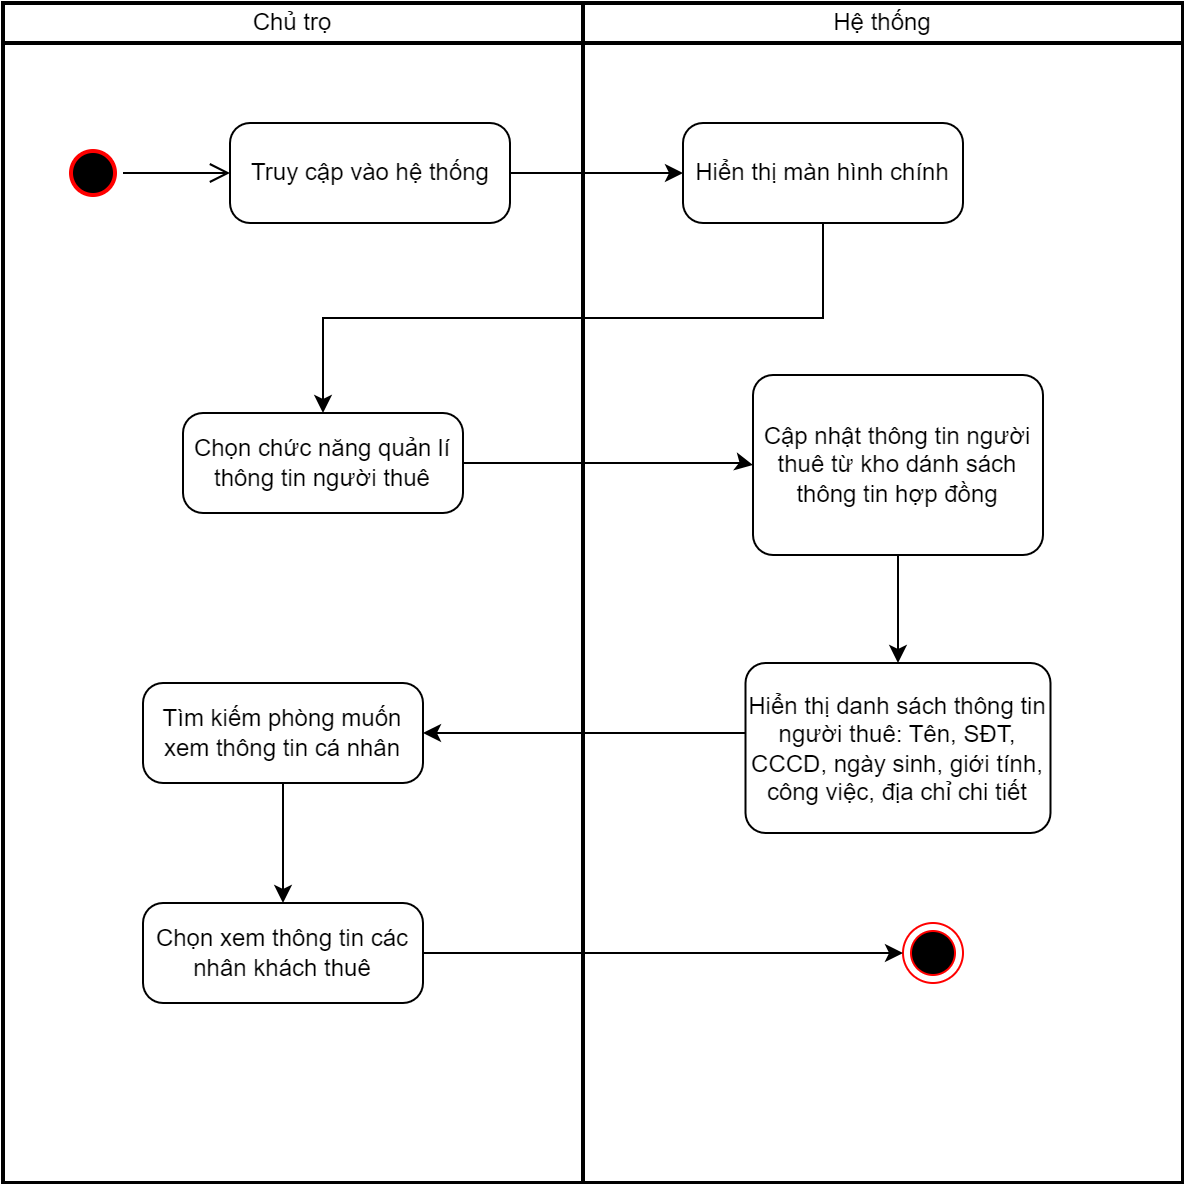 Chủ trọ
Hệ thống
Truy cập vào hệ thống
Hiển thị màn hình chính
Chọn chức năng quản lí
thông tin người thuê
Cập nhật thông tin người
thuê từ kho dánh sách
thông tin hợp đồng
Hiển thị danh sách thông tin
người thuê: Tên, SĐT,
CCCD, ngày sinh, giới tính,
công việc, địa chỉ chi tiết
Tìm kiếm phòng muốn
xem thông tin cá nhân
Chọn xem thông tin các
nhân khách thuê